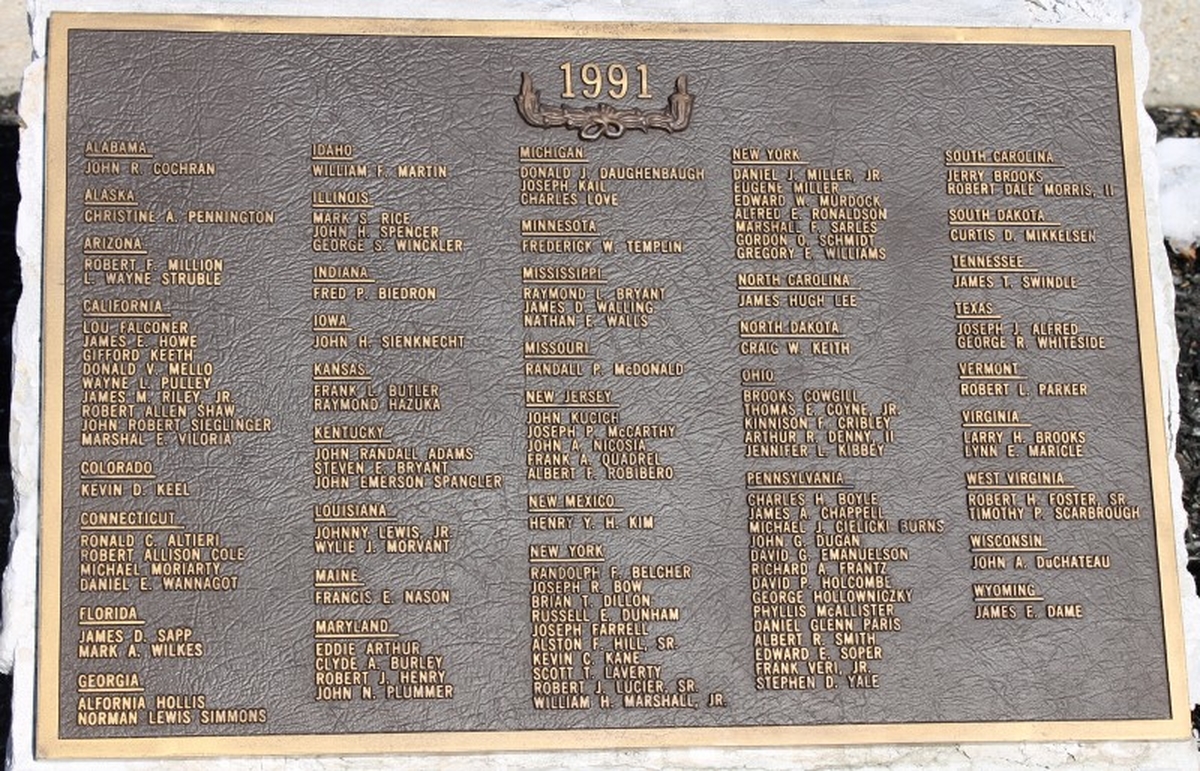 1991
ALABAMA
JOHN R. COCHRAN
ALASKA
CHRISTINE A. PENNINGTON
ARIZONA
ROBERT F. MILLION
L. WAYNE STRUBLE
CALIFORNIA
LOU FALCONER
JAMES E. HOWE
GIFFORD KEETH
DONALD V. MELLO
WAYNE L. PULLEY
JAMES M. RILEY, JR.
ROBERT ALLEN SHAW
JOHN ROBERT SIEGLINGER
MARSHAL E. VILORIA
COLORADO
KEVIN D. KEEL
CONNECTICUT
RONALD C. ALTIERI
ROBERT ALLISON COLE
MICHAEL MORIARTY
DANIEL E. WANNAGOT
FLORIDA
JAMES D. SAPP
MARK A. WILKES
GEORGIA
ALFORNIA HOLLIS
NORMAN LEWIS SIMMONS
IDAHO
WILLIAM F. MARTIN
ILLINOIS
MARK S. RICE
JOHN H. SPENCER
GEORGE S. WINCKLER
INDIANA
FRED P. BIEDRON
IOWA
JOHN H. SIENKNECHT
KANSAS
FRANK L. BUTLER
RAYMOND HAZUKA
KENTUCKY
JOHN RANDALL ADAMS
STEVEN E. BRYANT
JOHN EMERSON SPANGLER
LOUISIANA
JOHNNY LEWIS, JR.
WYLIE J. MORVANT
MAINE
FRANCIS E. NASON
MARYLAND
EDDIE ARTHUR
CLYDE A. BURLEY
ROBERT J. HENRY
JOHN N. PLUMMER
MICHIGAN
DONALD J. DAUGHENBAUGH
JOSEPH KAIL
CHARLES LOVE
MINNESOTA
FREDERICK W. TEMPLIN
MISSISSIPPI
RAYMOND L. BRYANT
JAMES D. WALLING
NATHAN E. WALLS
MISSOURI
RANDALL P. McDONALD
NEW JERSEY
JOHN KUCICH
JOSEPH P. McCARTHY
JOHN A. NICOSIA
FRANK A. QUADREL
ALBERT F. ROBIBERO
NEW MEXICO
HENRY Y. H. KIM
NEW YORK
RANDOLPH F. BELCHER
JOSEPH R. BOW
BRIAN T. DILLON
RUSSELL E. DUNHAM
JOSEPH FARRELL
ALSTON F. HILL, SR.
KEVIN C. KANE
SCOTT T. LAVERTY
ROBERT J. LUCIER, SR.
WILLIAM H. MARSHALL, JR.
NEW YORK
DANIEL J. MILLER, JR.
EUGENE MILLER
EDWARD W. MURDOCK
ALFRED E. RONALDSON
MARSHALL F. SARLES
GORDON O. SCHMIDT
GREGORY E. WILLIAMS
NORTH CAROLINA
JAMES HUGH LEE
NORTH DAKOTA
CRAIG W. KEITH
OHIO
BROOKS COWGILL
THOMAS E. COYNE, JR.
KINNISON F. CRIBLEY
ARTHUR R. DENNY, II
JENNIFER L. KIBBEY
PENNSYLVANIA
CHARLES H. BOYLE
JAMES A. CHAPPELL
MICHAEL J. CIELICKI BURNS
JOHN G. DUGAN
DAVID G. EMANUELSON
RICHARD A. FRANTZ
DAVID P. HOLCOMBE
GEORGE HOLLOWNICZKY
PHYLLIS McALLISTER
DANIEL GLENN PARIS
ALBERT R. SMITH
EDWARD E. SOPER
FRANK VERI, JR.
STEPHEN D. YALE
SOUTH CAROLINA
JERRY BROOKS
ROBERT DALE MORRIS, II
SOUTH DAKOTA
CURTIS D. MIKKELSEN
TENNESSEE
JAMES T. SWINDLE
TEXAS
JOSEPH J. ALFRED
GEORGE R. WHITESIDE
VERMONT
ROBERT L. PARKER
VIRGINIA
LARRY H. BROOKS
LYNN E. MARICLE
WEST VIRGINIA
ROBERT H. FOSTER, SR.
TIMOTHY P. SCARBROUGH
WISCONSIN
JOHN A. DuCHATEAU
WYOMING
JAMES E. DAME